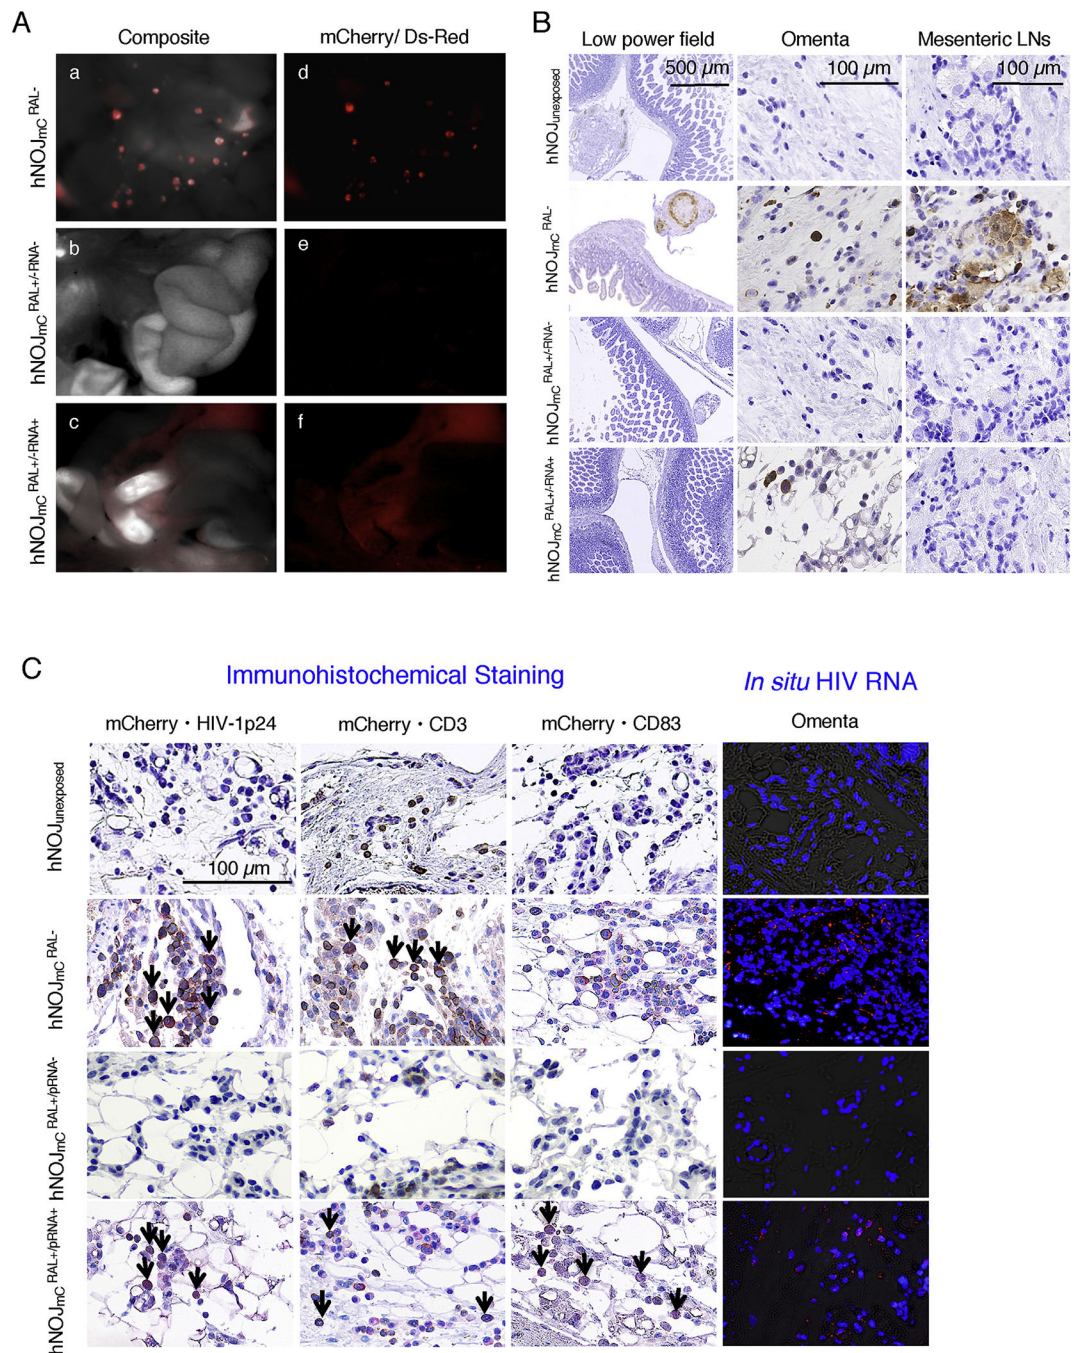 A
Composite
mCherry/ Ds-Red
hNOJmC RAL-
a
d
hNOJmC RAL+/-RNA-
b
e
hNOJmC RAL+/-RNA+
c
f
B
Low power field
Omenta
Mesenteric LNs
500 µm
100 µm
100 µm
hNOJunexposed
hNOJmC RAL-
hNOJmC RAL+/-RNA-
hNOJmC RAL+/-RNA+
C
Immunohistochemical Staining
In situ HIV RNA
mCherry・HIV-1p24
mCherry・CD3
mCherry・CD83
Omenta
hNOJunexposed
100 µm
hNOJmC RAL-
hNOJmC RAL+/pRNA-
hNOJmC RAL+/pRNA+